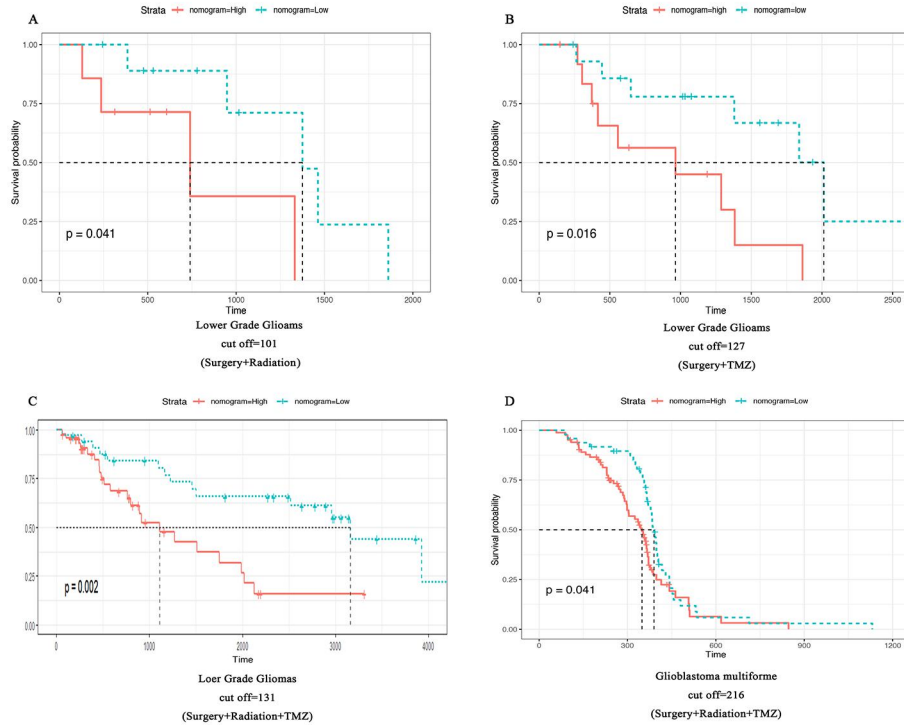 A
Strata nomogram=High nomogram=Low
1.00
0.75
0.50
0.25
0.00
Survival probability
p = 0.041
0 500 1000 1500 2000
Time
Lower Grade Glioams
cut off=101
(Surgery+Radiation)
B
Strata nomogram=high nomogram=low
1.00
0.75
0.50
0.25
0.00
Survival probability
p = 0.016
0 500 1000 1500 2000 2500
Time
Lower Grade Glioams
cut off=127
(Surgery+TMZ)
C
Strata nomogram=High nomogram=Low
1.00
0.75
0.50
0.25
0.00
Survival probability
p = 0.002
0 1000 2000 3000 4000
Time
Loer Grade Gliomas
cut off=131
(Surgery+Radiation+TMZ)
D
Strata nomogram=High nomogram=Low
1.00
0.75
0.50
0.25
0.00
Survival probability
p = 0.041
0 300 600 900 1200
Time
Glioblastoma multiforme
cut off=216
(Surgery+Radiation+TMZ)